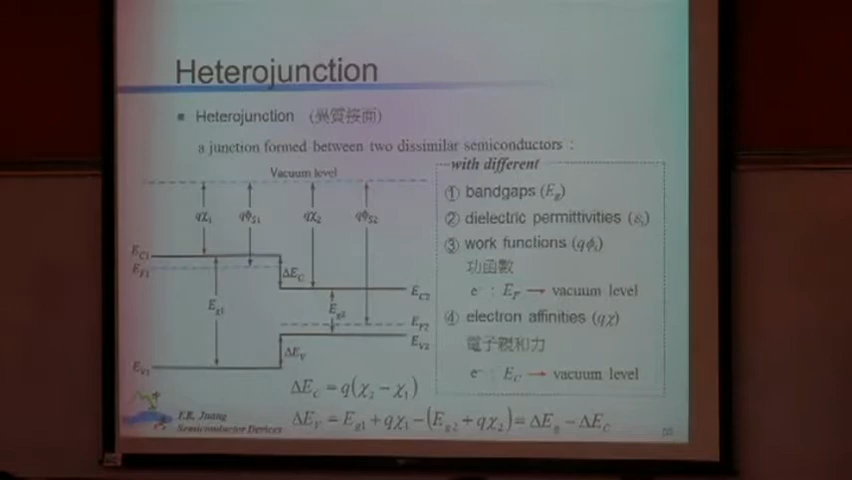 Heterojunction
Heterojunction (異質接面)
a junction formed between two dissimilar semiconductors :
Vacuum level
qχ₁ qϕS1 qχ₂ qϕS2
EC1
EF1
ΔEC
EC2
Eg1
Eg2
EF2
EV2
ΔEV
EV1
with different
① bandgaps (Eg)
② dielectric permittivities (εs)
③ work functions (qϕs)
功函數
e⁻ : EF → vacuum level
④ electron affinities (qχ)
電子親和力
e⁻ : EC → vacuum level
ΔEC = q(χ₂ − χ₁)
ΔEV = Eg1 + qχ₁ − (Eg2 + qχ₂) = ΔEg − ΔEC
F.R. Juang
Semiconductor Devices